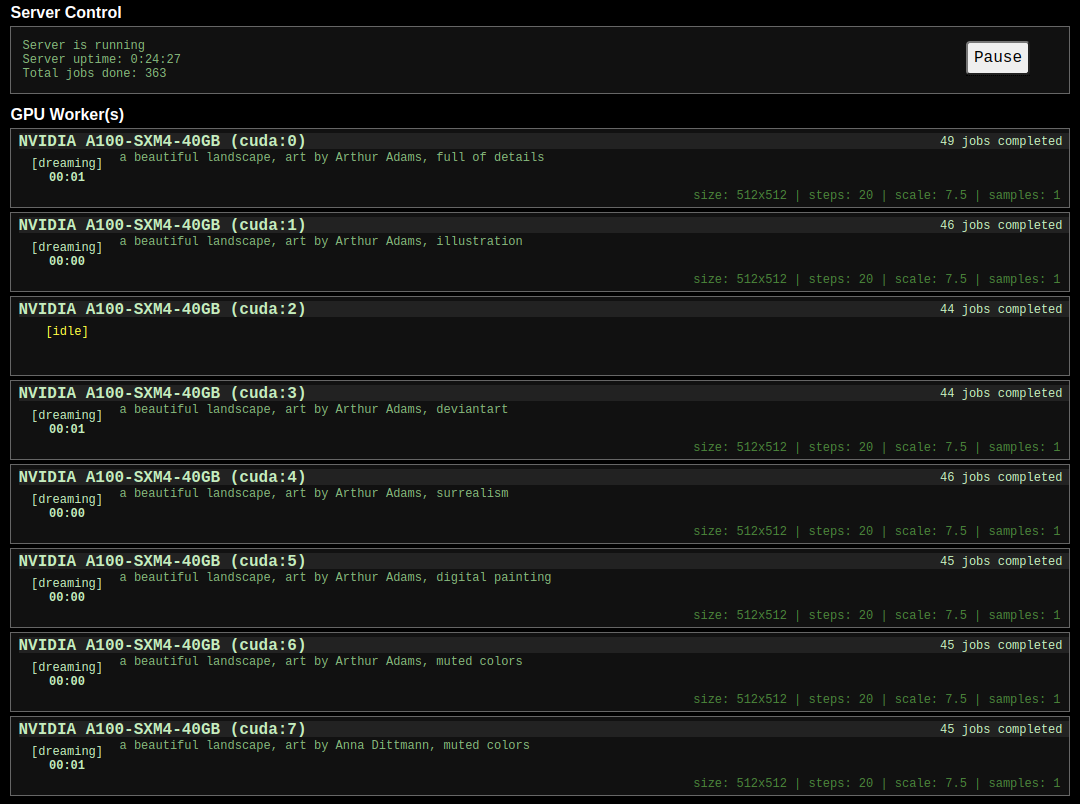 Server Control
Server is running
Server uptime: 0:24:27
Total jobs done: 363
Pause
GPU Worker(s)
NVIDIA A100-SXM4-40GB (cuda:0) 49 jobs completed
[dreaming] a beautiful landscape, art by Arthur Adams, full of details
00:01
size: 512x512 | steps: 20 | scale: 7.5 | samples: 1
NVIDIA A100-SXM4-40GB (cuda:1) 46 jobs completed
[dreaming] a beautiful landscape, art by Arthur Adams, illustration
00:00
size: 512x512 | steps: 20 | scale: 7.5 | samples: 1
NVIDIA A100-SXM4-40GB (cuda:2) 44 jobs completed
[idle]
NVIDIA A100-SXM4-40GB (cuda:3) 44 jobs completed
[dreaming] a beautiful landscape, art by Arthur Adams, deviantart
00:01
size: 512x512 | steps: 20 | scale: 7.5 | samples: 1
NVIDIA A100-SXM4-40GB (cuda:4) 46 jobs completed
[dreaming] a beautiful landscape, art by Arthur Adams, surrealism
00:00
size: 512x512 | steps: 20 | scale: 7.5 | samples: 1
NVIDIA A100-SXM4-40GB (cuda:5) 45 jobs completed
[dreaming] a beautiful landscape, art by Arthur Adams, digital painting
00:00
size: 512x512 | steps: 20 | scale: 7.5 | samples: 1
NVIDIA A100-SXM4-40GB (cuda:6) 45 jobs completed
[dreaming] a beautiful landscape, art by Arthur Adams, muted colors
00:00
size: 512x512 | steps: 20 | scale: 7.5 | samples: 1
NVIDIA A100-SXM4-40GB (cuda:7) 45 jobs completed
[dreaming] a beautiful landscape, art by Anna Dittmann, muted colors
00:01
size: 512x512 | steps: 20 | scale: 7.5 | samples: 1